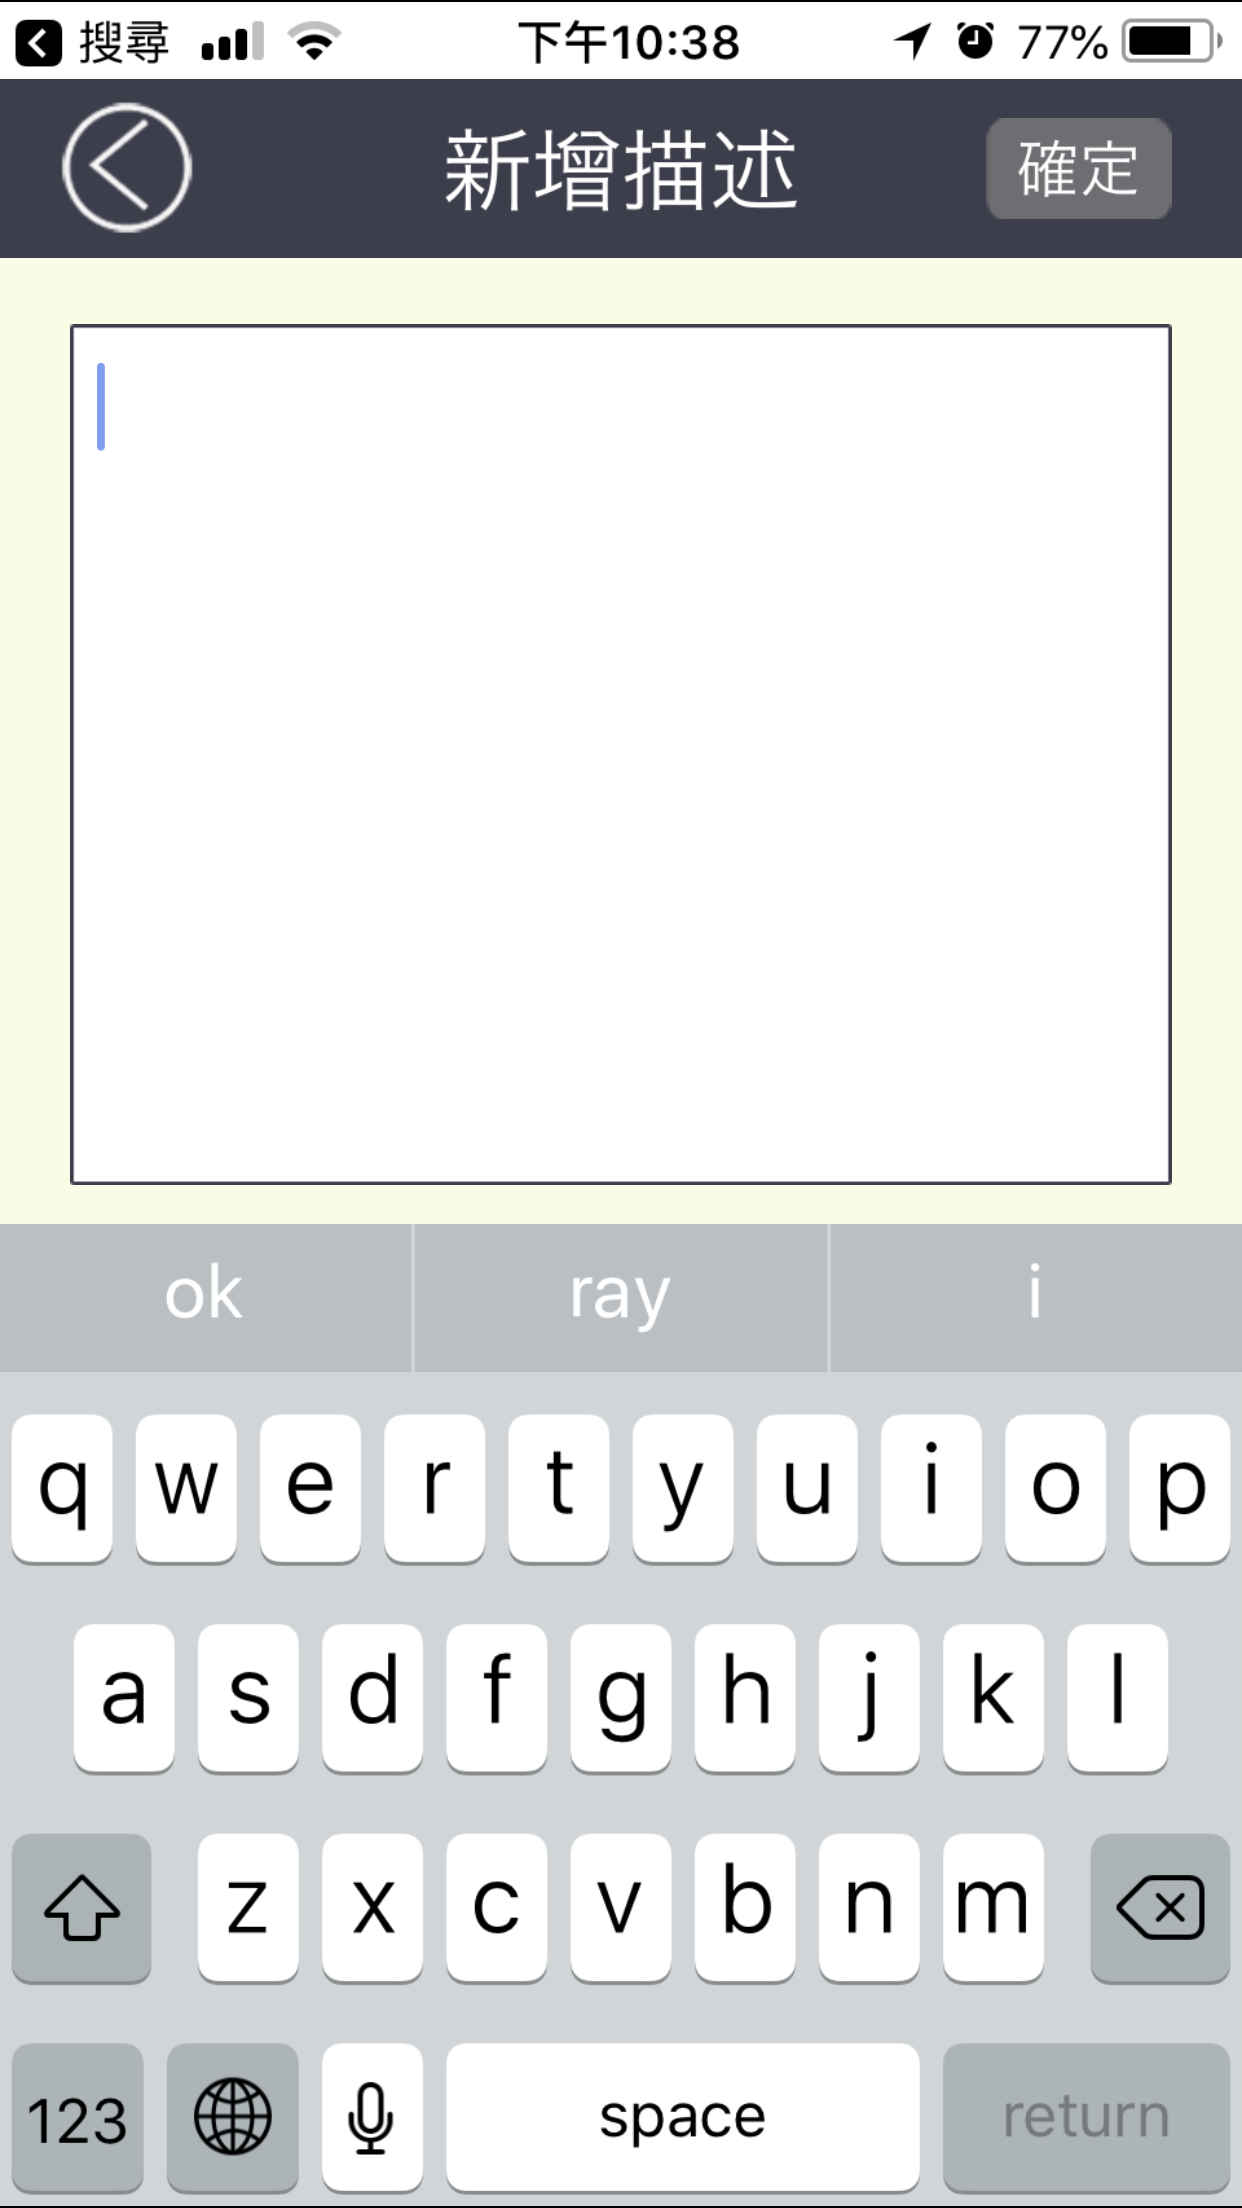 搜尋 下午10:38 77%
新增描述 確定
ok ray i
q w e r t y u i o p
a s d f g h j k l
z x c v b n m
123 space return